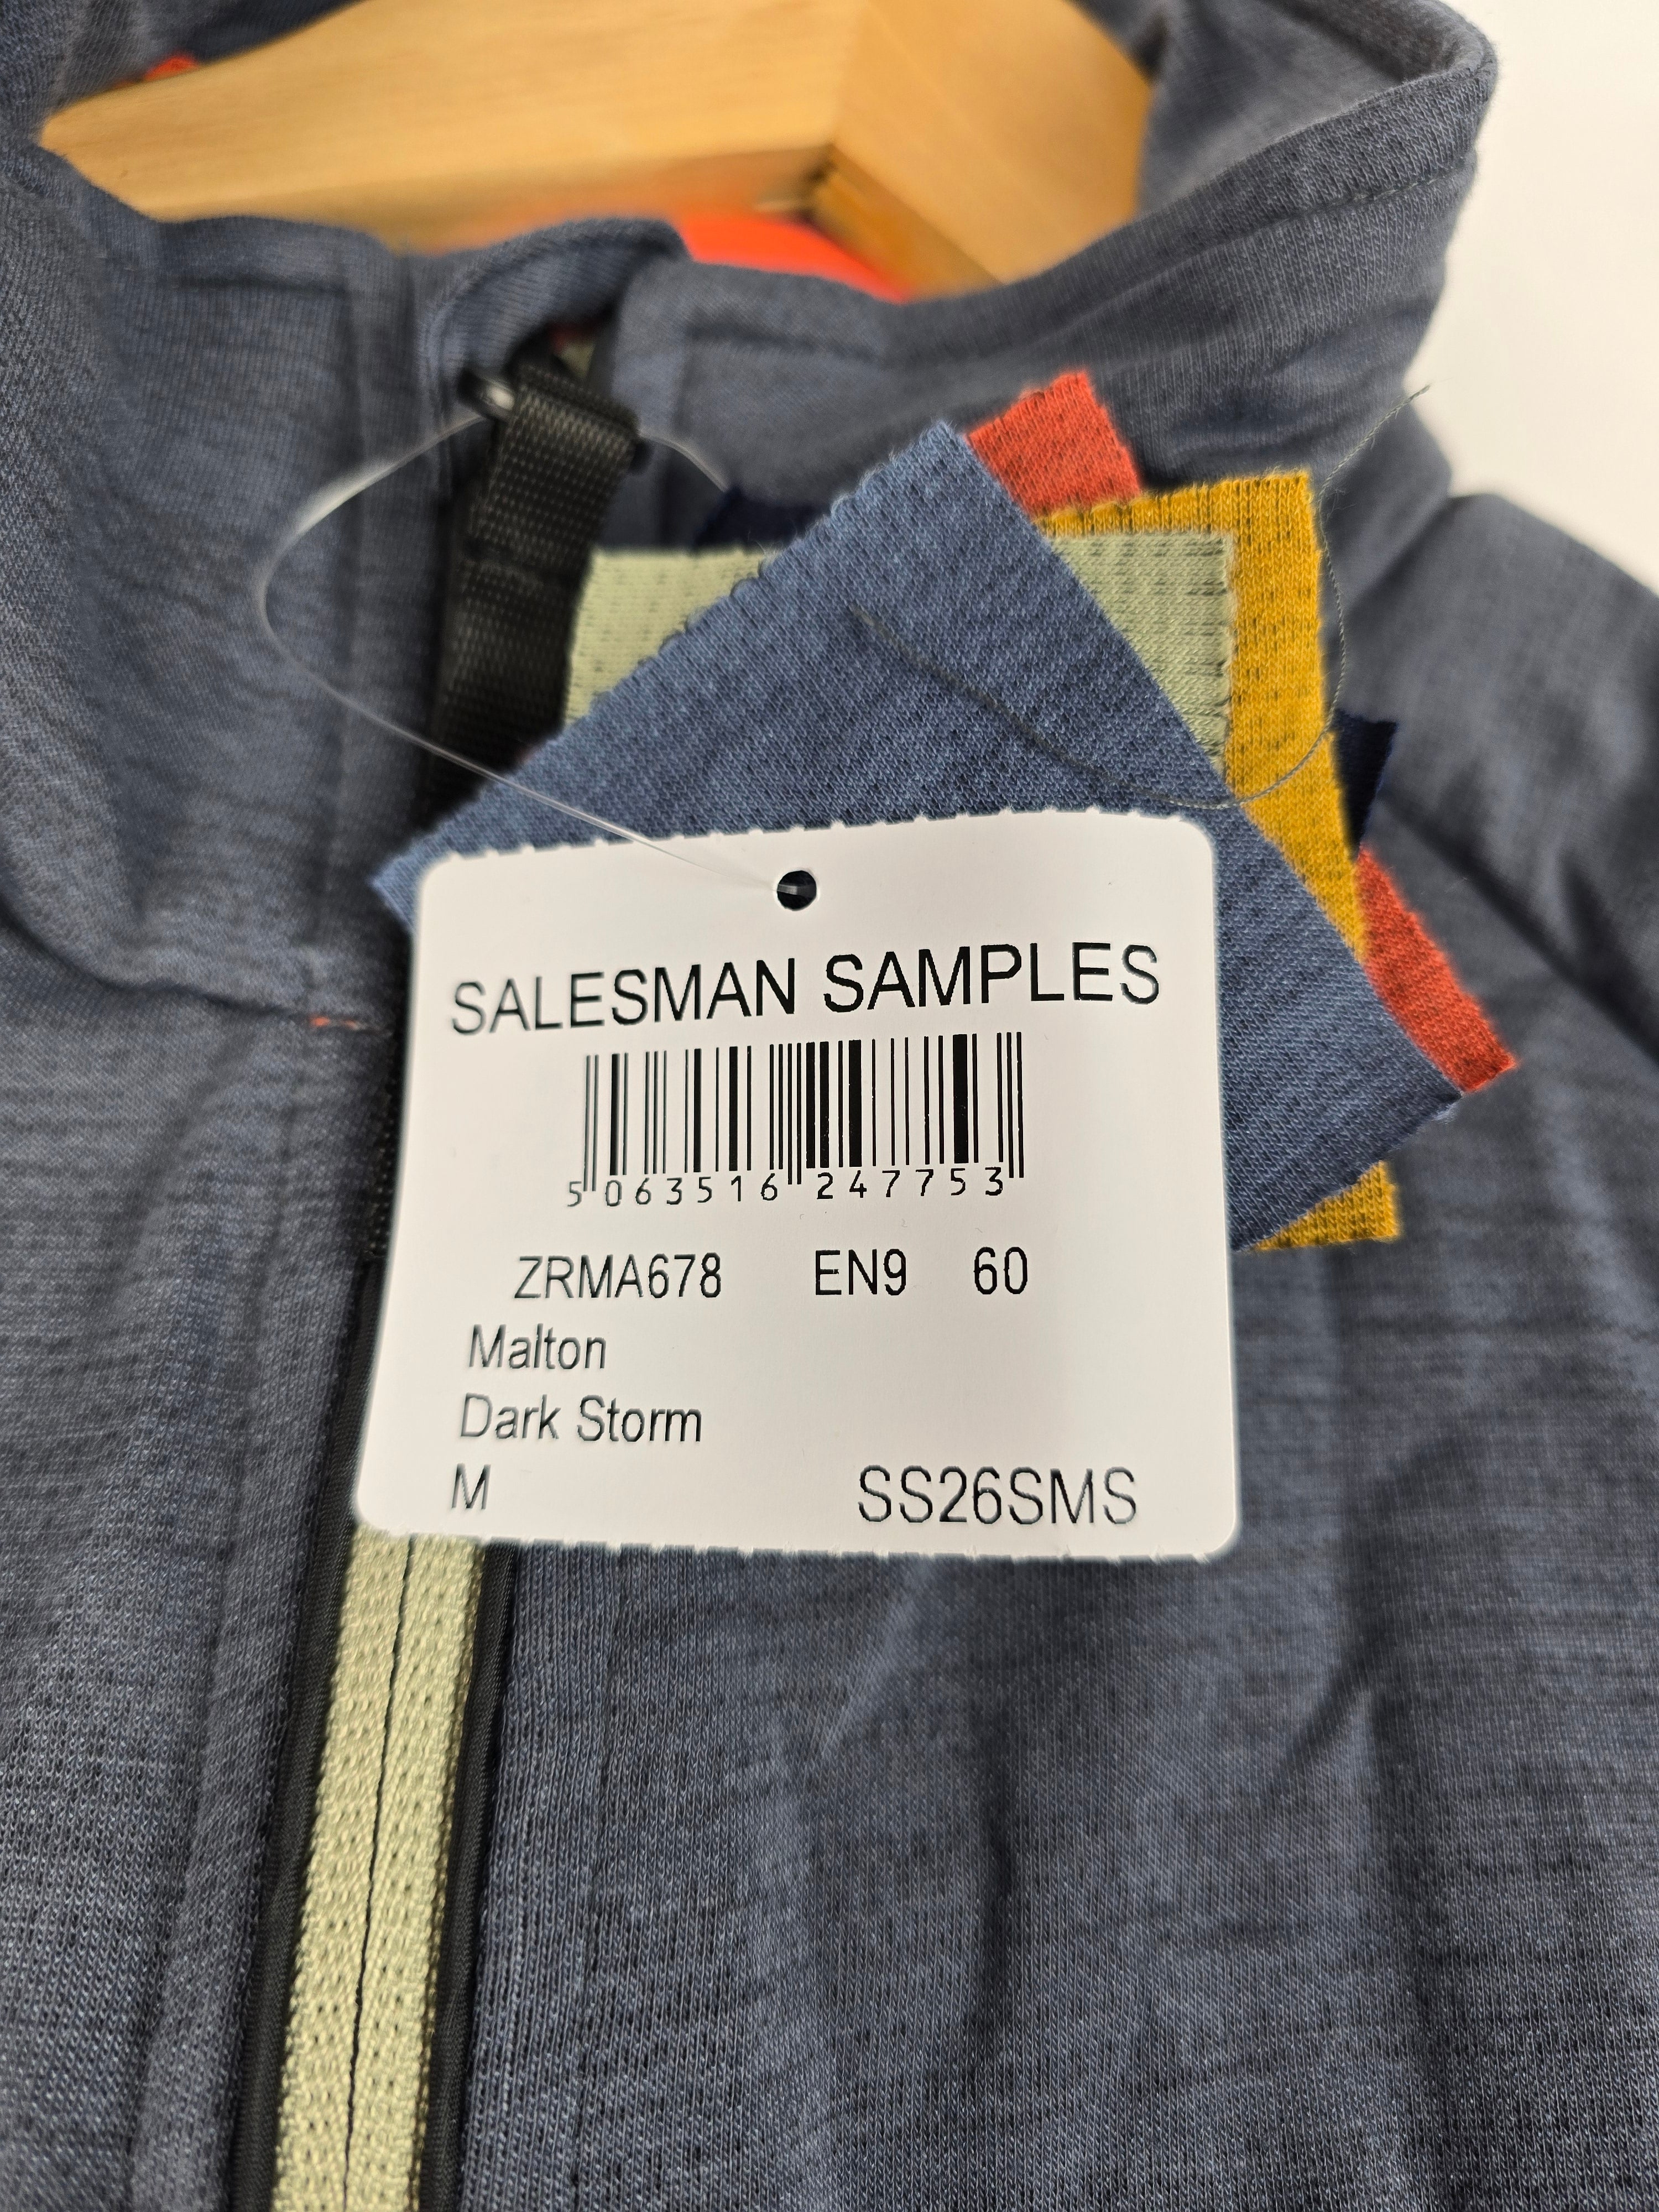 SALESMAN SAMPLES
5 063516 247753
ZRMA678 EN9 60
Malton
Dark Storm
M SS26SMS